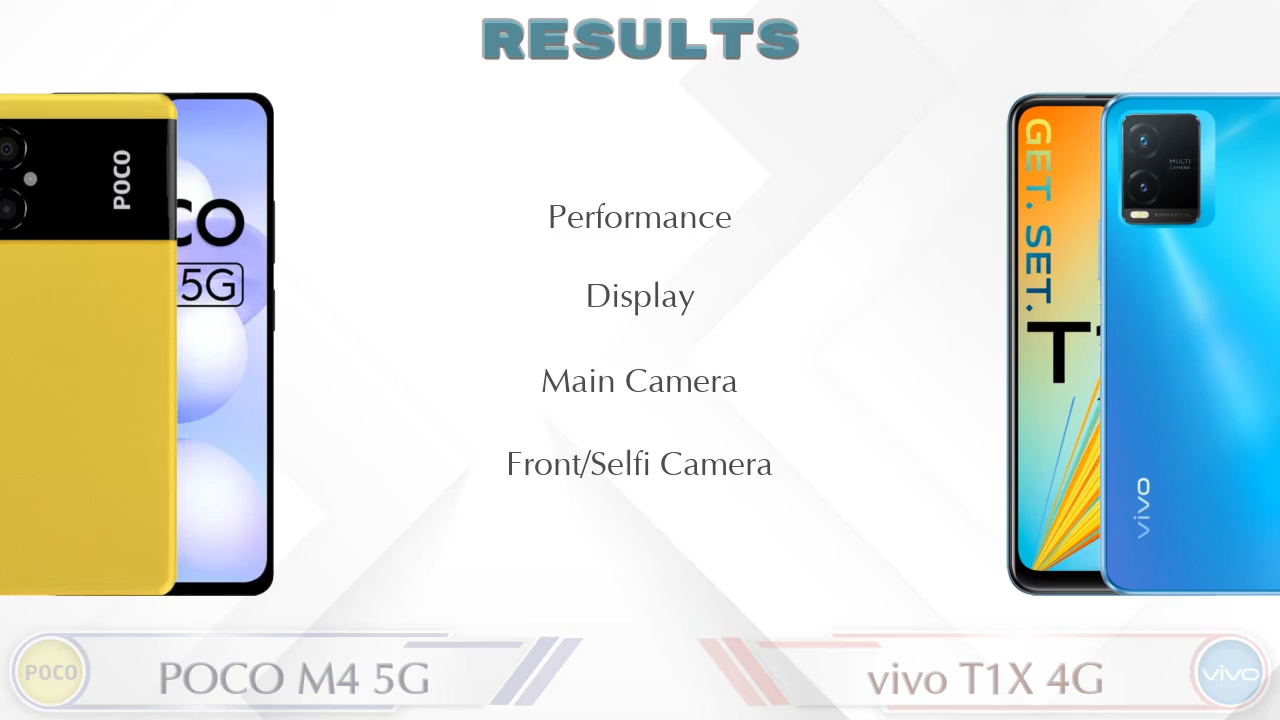 RESULTS
POCO
CO
5G
GET. SET.
T
MULTI
CAMERA
ASPHERICAL
vivo
Performance
Display
Main Camera
Front/Selfi Camera
POCO
POCO M4 5G
vivo T1X 4G
vivo